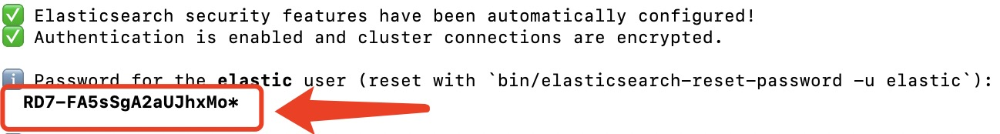 ✅ Elasticsearch security features have been automatically configured!
✅ Authentication is enabled and cluster connections are encrypted.
ℹ️ Password for the elastic user (reset with `bin/elasticsearch-reset-password -u elastic`):
RD7-FA5sSgA2aUJhxMo*